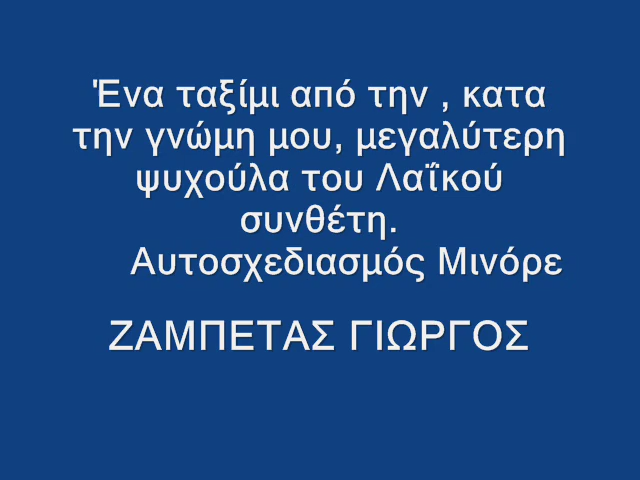 Ένα ταξίμι από την , κατα
την γνώμη μου, μεγαλύτερη
ψυχούλα του Λαΐκού
συνθέτη.
Αυτοσχεδιασμός Μινόρε
ΖΑΜΠΕΤΑΣ ΓΙΩΡΓΟΣ